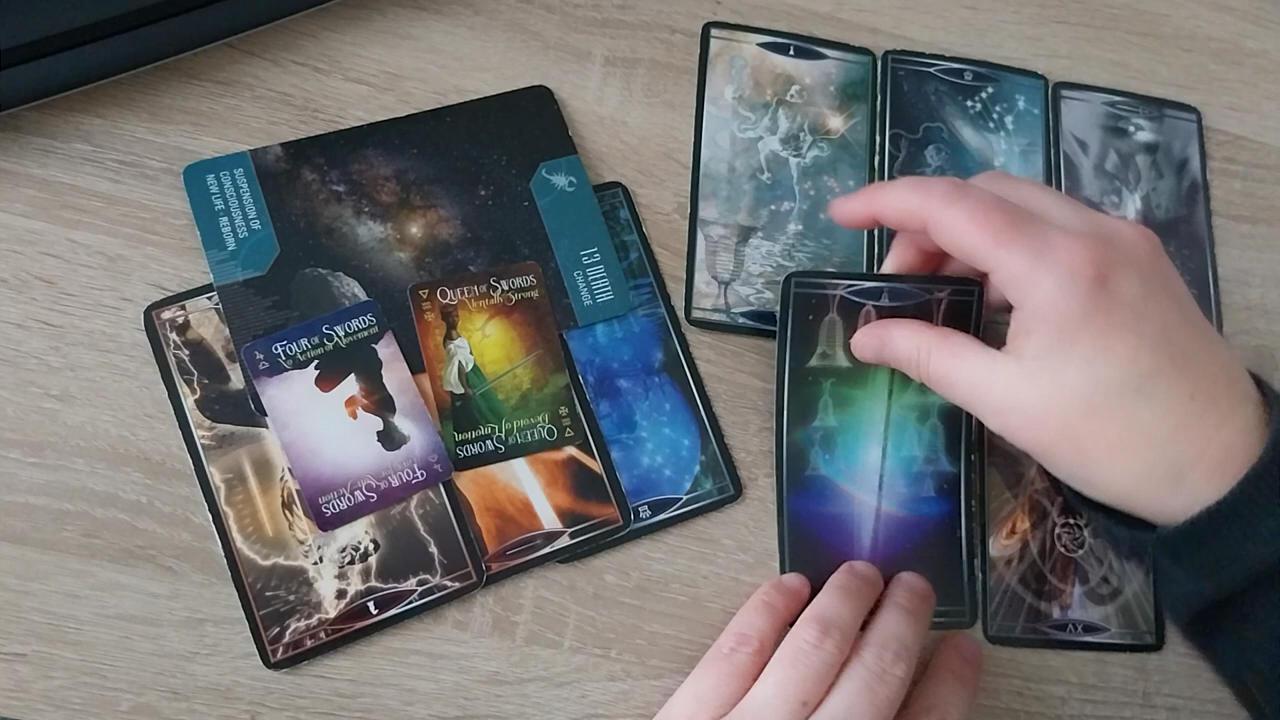 SUSPENSION OF
CONSCIOUSNESS
NEW LIFE - REBORN
13 DEATH
CHANGE
QUEEN OF SWORDS
Mentally Strong
Devoid of Emotion
QUEEN OF SWORDS
FOUR OF SWORDS
No Action or Movement
FOUR OF SWORDS
I
XV